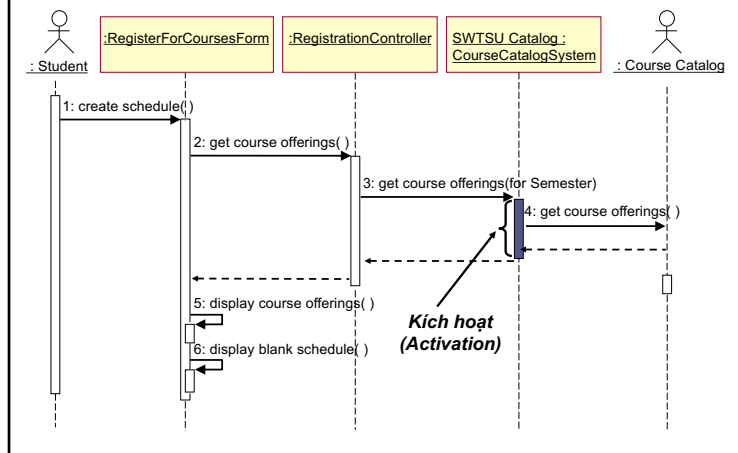 :RegisterForCoursesForm
:RegistrationController
SWTSU Catalog :
CourseCatalogSystem
: Student
: Course Catalog
1: create schedule( )
2: get course offerings( )
3: get course offerings(for Semester)
4: get course offerings( )
5: display course offerings( )
6: display blank schedule( )
Kích hoạt
(Activation)